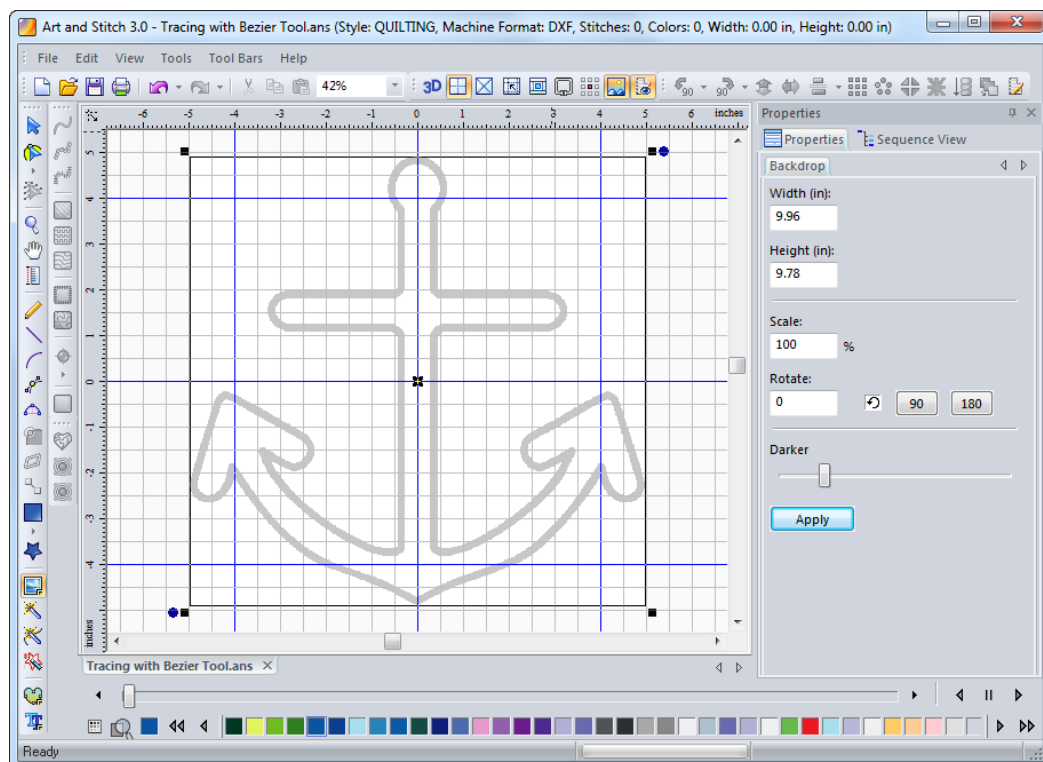 Art and Stitch 3.0 - Tracing with Bezier Tool.ans (Style: QUILTING, Machine Format: DXF, Stitches: 0, Colors: 0, Width: 0.00 in, Height: 0.00 in)
File Edit View Tools Tool Bars Help
42% 3D 90 90
-6 -5 -4 -3 -2 -1 0 1 2 3 4 5 6 inches
5
4
3
2
1
0
-1
-2
-3
-4
inches
Tracing with Bezier Tool.ans
Properties
Properties Sequence View
Backdrop
Width (in):
9.96
Height (in):
9.78
Scale:
100 %
Rotate:
0 90 180
Darker
Apply
Ready